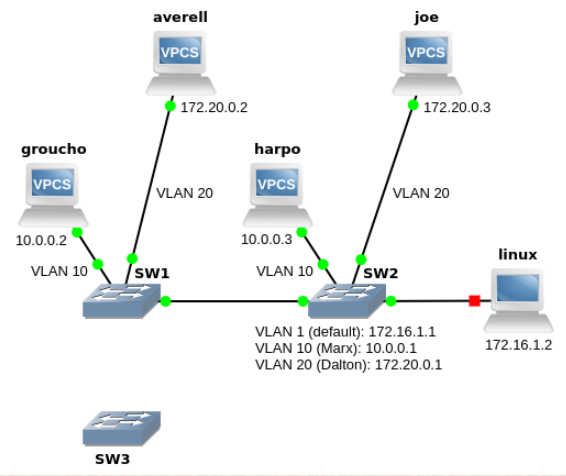 averell
joe
VPCS
VPCS
172.20.0.2
172.20.0.3
groucho
harpo
VPCS
VPCS
VLAN 20
VLAN 20
10.0.0.2
10.0.0.3
linux
VLAN 10
SW1
VLAN 10
SW2
VLAN 1 (default): 172.16.1.1
VLAN 10 (Marx): 10.0.0.1
VLAN 20 (Dalton): 172.20.0.1
172.16.1.2
SW3